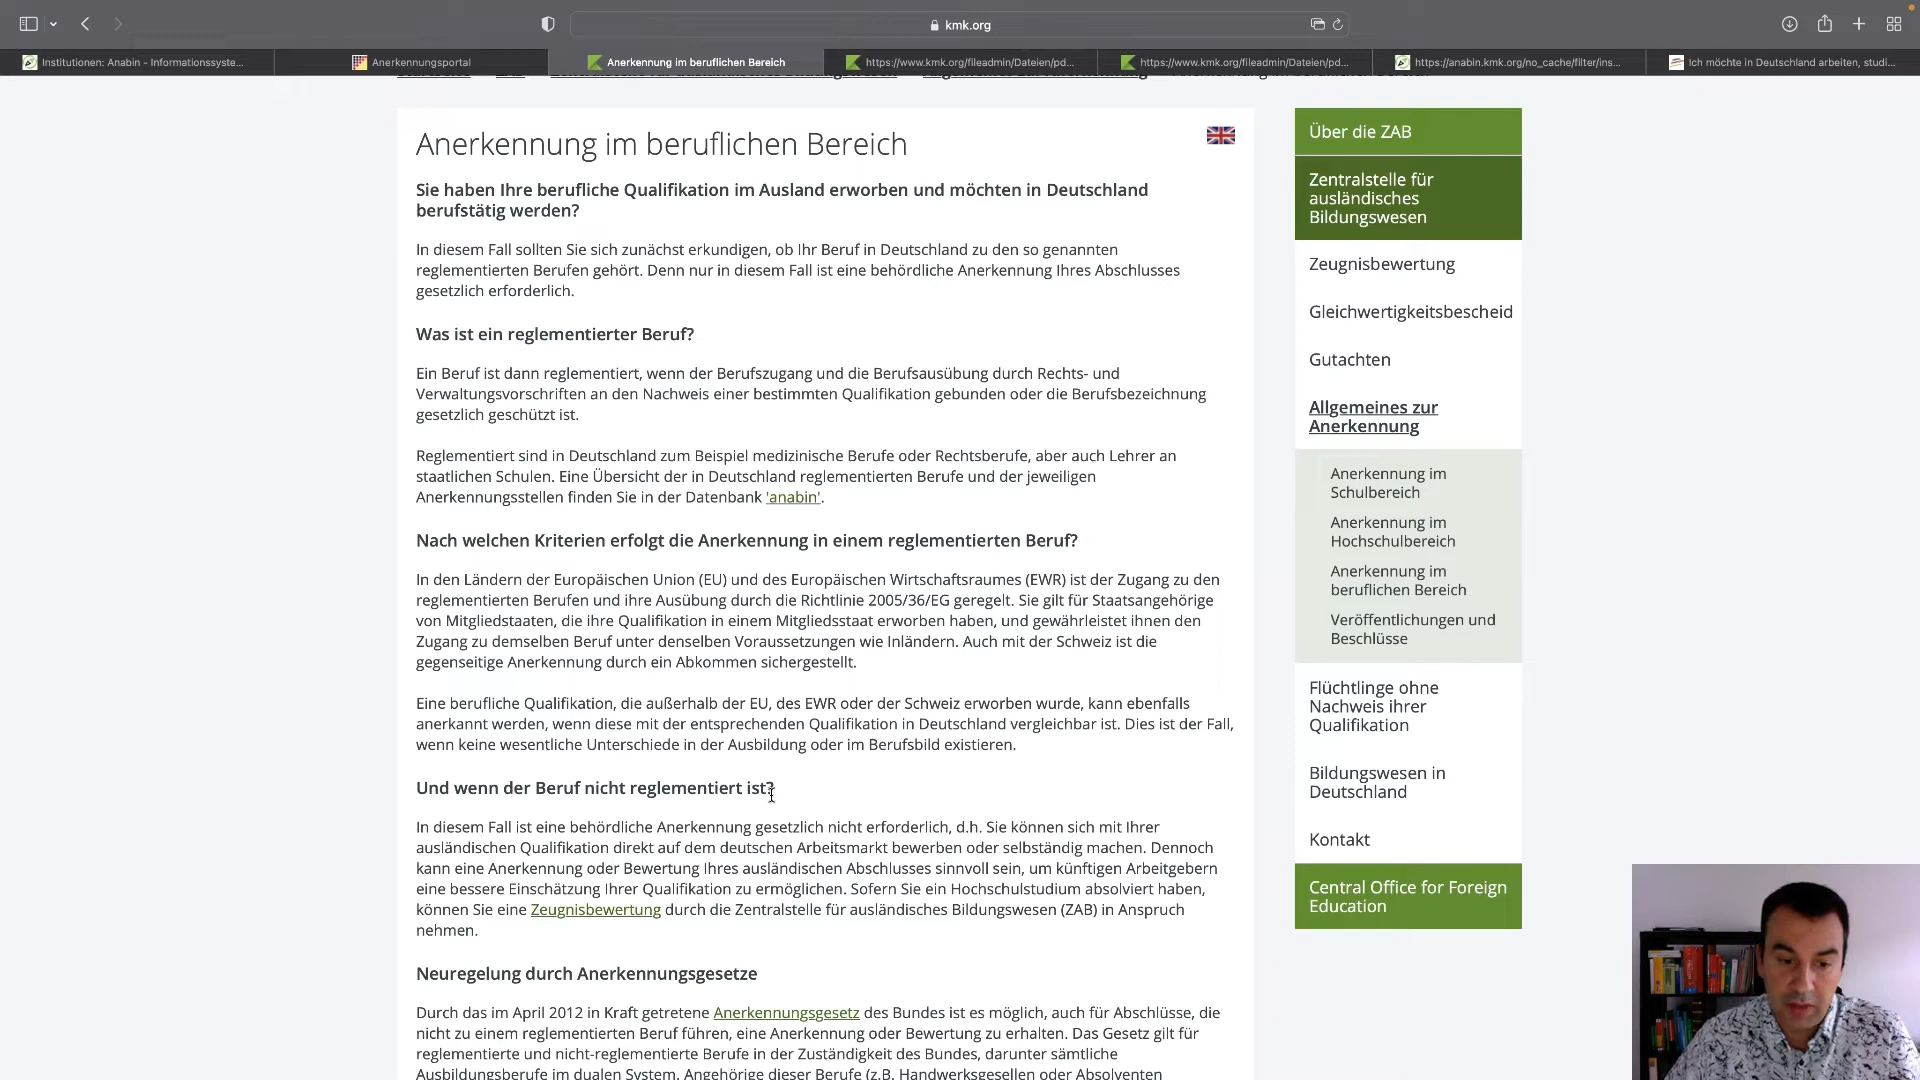 kmk.org
Institutionen: Anabin - Informationssyste...
Anerkennungsportal
Anerkennung im beruflichen Bereich
https://www.kmk.org/fileadmin/Dateien/pd...
https://www.kmk.org/fileadmin/Dateien/pd...
https://anabin.kmk.org/no_cache/filter/ins...
Ich möchte in Deutschland arbeiten, studi...
Anerkennung im beruflichen Bereich
Sie haben Ihre berufliche Qualifikation im Ausland erworben und möchten in Deutschland
berufstätig werden?
In diesem Fall sollten Sie sich zunächst erkundigen, ob Ihr Beruf in Deutschland zu den so genannten
reglementierten Berufen gehört. Denn nur in diesem Fall ist eine behördliche Anerkennung Ihres Abschlusses
gesetzlich erforderlich.
Was ist ein reglementierter Beruf?
Ein Beruf ist dann reglementiert, wenn der Berufszugang und die Berufsausübung durch Rechts- und
Verwaltungsvorschriften an den Nachweis einer bestimmten Qualifikation gebunden oder die Berufsbezeichnung
gesetzlich geschützt ist.
Reglementiert sind in Deutschland zum Beispiel medizinische Berufe oder Rechtsberufe, aber auch Lehrer an
staatlichen Schulen. Eine Übersicht der in Deutschland reglementierten Berufe und der jeweiligen
Anerkennungsstellen finden Sie in der Datenbank 'anabin'.
Nach welchen Kriterien erfolgt die Anerkennung in einem reglementierten Beruf?
In den Ländern der Europäischen Union (EU) und des Europäischen Wirtschaftsraumes (EWR) ist der Zugang zu den
reglementierten Berufen und ihre Ausübung durch die Richtlinie 2005/36/EG geregelt. Sie gilt für Staatsangehörige
von Mitgliedstaaten, die ihre Qualifikation in einem Mitgliedsstaat erworben haben, und gewährleistet ihnen den
Zugang zu demselben Beruf unter denselben Voraussetzungen wie Inländern. Auch mit der Schweiz ist die
gegenseitige Anerkennung durch ein Abkommen sichergestellt.
Eine berufliche Qualifikation, die außerhalb der EU, des EWR oder der Schweiz erworben wurde, kann ebenfalls
anerkannt werden, wenn diese mit der entsprechenden Qualifikation in Deutschland vergleichbar ist. Dies ist der Fall,
wenn keine wesentliche Unterschiede in der Ausbildung oder im Berufsbild existieren.
Und wenn der Beruf nicht reglementiert ist?
In diesem Fall ist eine behördliche Anerkennung gesetzlich nicht erforderlich, d.h. Sie können sich mit Ihrer
ausländischen Qualifikation direkt auf dem deutschen Arbeitsmarkt bewerben oder selbständig machen. Dennoch
kann eine Anerkennung oder Bewertung Ihres ausländischen Abschlusses sinnvoll sein, um künftigen Arbeitgebern
eine bessere Einschätzung Ihrer Qualifikation zu ermöglichen. Sofern Sie ein Hochschulstudium absolviert haben,
können Sie eine Zeugnisbewertung durch die Zentralstelle für ausländisches Bildungswesen (ZAB) in Anspruch
nehmen.
Neuregelung durch Anerkennungsgesetze
Durch das im April 2012 in Kraft getretene Anerkennungsgesetz des Bundes ist es möglich, auch für Abschlüsse, die
nicht zu einem reglementierten Beruf führen, eine Anerkennung oder Bewertung zu erhalten. Das Gesetz gilt für
reglementierte und nicht-reglementierte Berufe in der Zuständigkeit des Bundes, darunter sämtliche
Ausbildungsberufe im dualen System. Angehörige dieser Berufe (z.B. Handwerksgesellen oder Absolventen
Über die ZAB
Zentralstelle für
ausländisches
Bildungswesen
Zeugnisbewertung
Gleichwertigkeitsbescheid
Gutachten
Allgemeines zur
Anerkennung
Anerkennung im
Schulbereich
Anerkennung im
Hochschulbereich
Anerkennung im
beruflichen Bereich
Veröffentlichungen und
Beschlüsse
Flüchtlinge ohne
Nachweis ihrer
Qualifikation
Bildungswesen in
Deutschland
Kontakt
Central Office for Foreign
Education